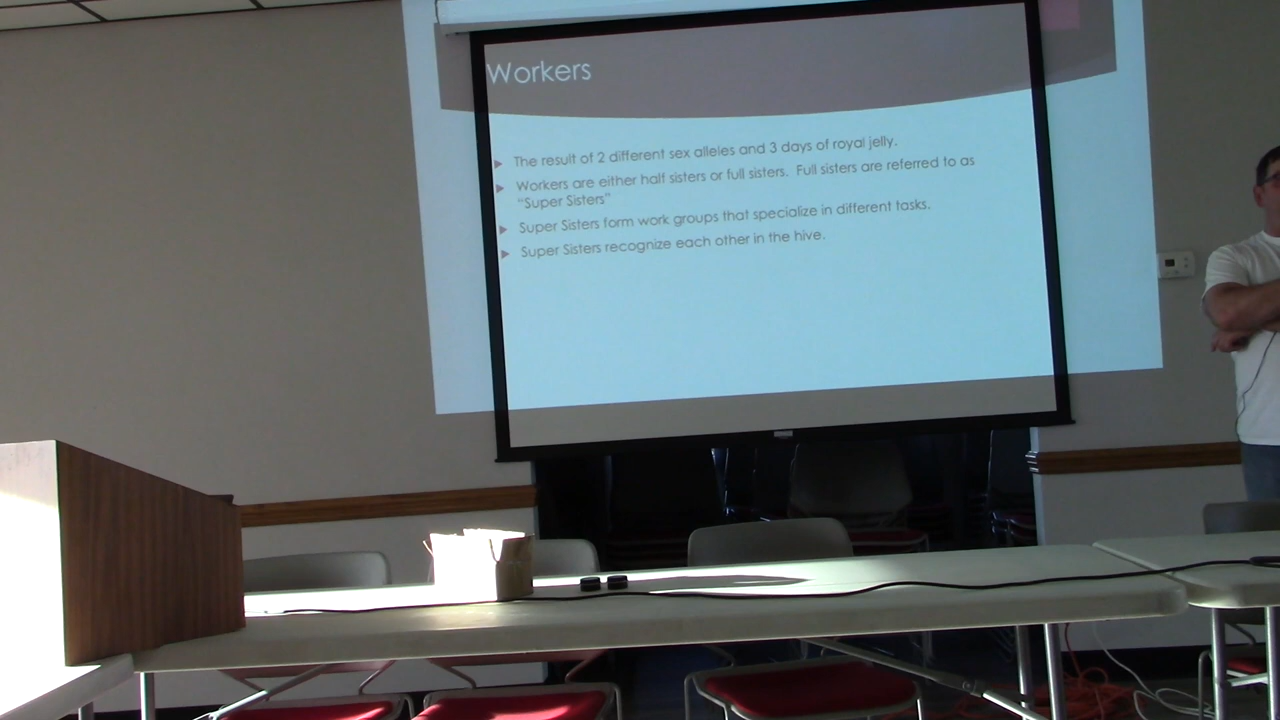 Workers
The result of 2 different sex alleles and 3 days of royal jelly.
Workers are either half sisters or full sisters. Full sisters are referred to as
“Super Sisters”
Super Sisters form work groups that specialize in different tasks.
Super Sisters recognize each other in the hive.